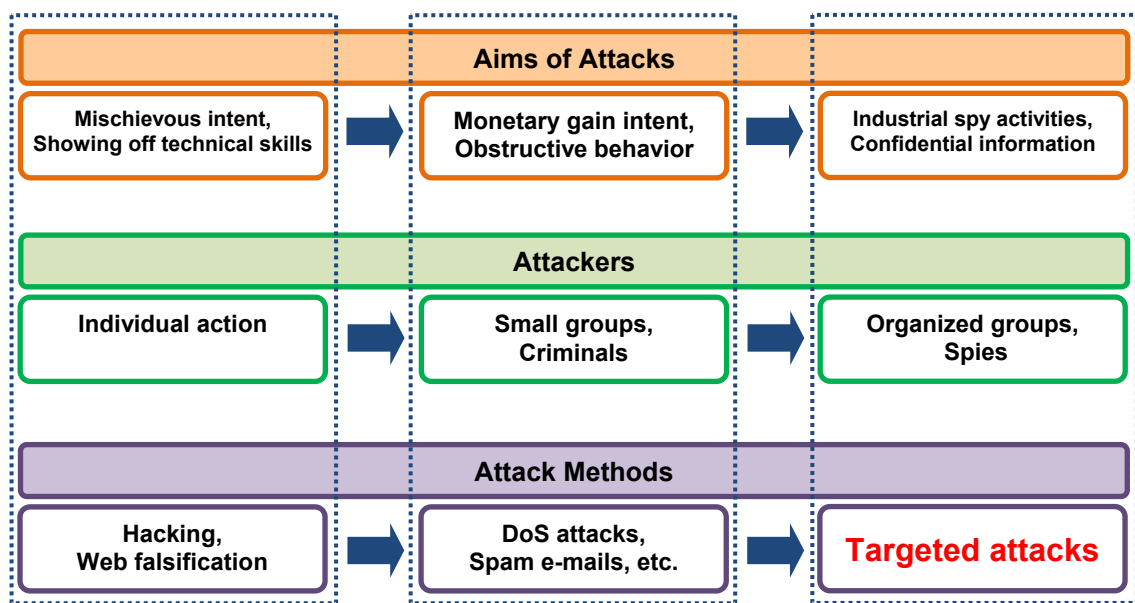 Aims of Attacks
Mischievous intent,
Showing off technical skills
Monetary gain intent,
Obstructive behavior
Industrial spy activities,
Confidential information
Attackers
Individual action
Small groups,
Criminals
Organized groups,
Spies
Attack Methods
Hacking,
Web falsification
DoS attacks,
Spam e-mails, etc.
Targeted attacks